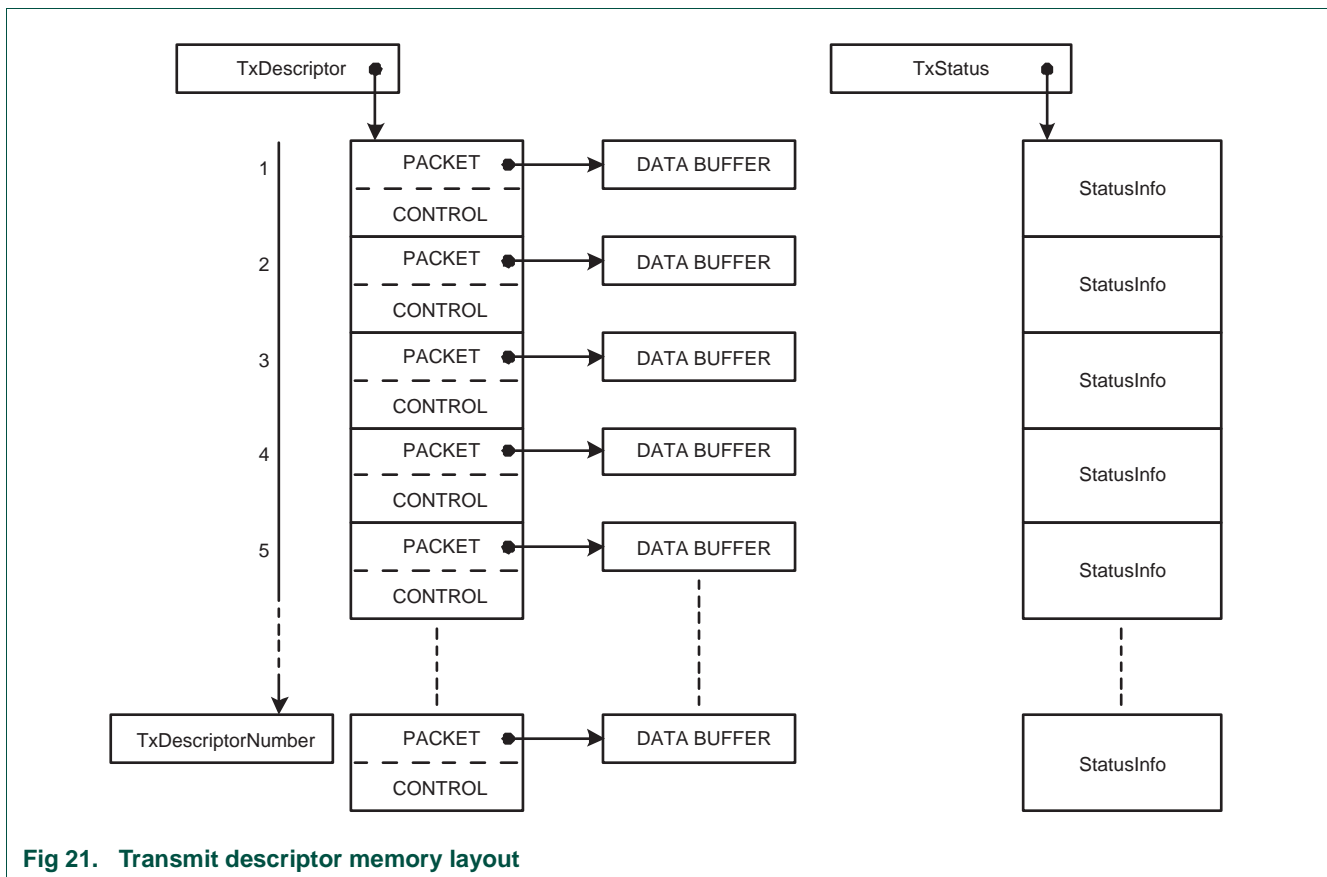 TxDescriptor
TxStatus
1
PACKET
DATA BUFFER
CONTROL
StatusInfo
2
PACKET
DATA BUFFER
CONTROL
StatusInfo
3
PACKET
DATA BUFFER
CONTROL
StatusInfo
4
PACKET
DATA BUFFER
CONTROL
StatusInfo
5
PACKET
DATA BUFFER
CONTROL
StatusInfo
TxDescriptorNumber
PACKET
DATA BUFFER
CONTROL
StatusInfo
Fig 21. Transmit descriptor memory layout